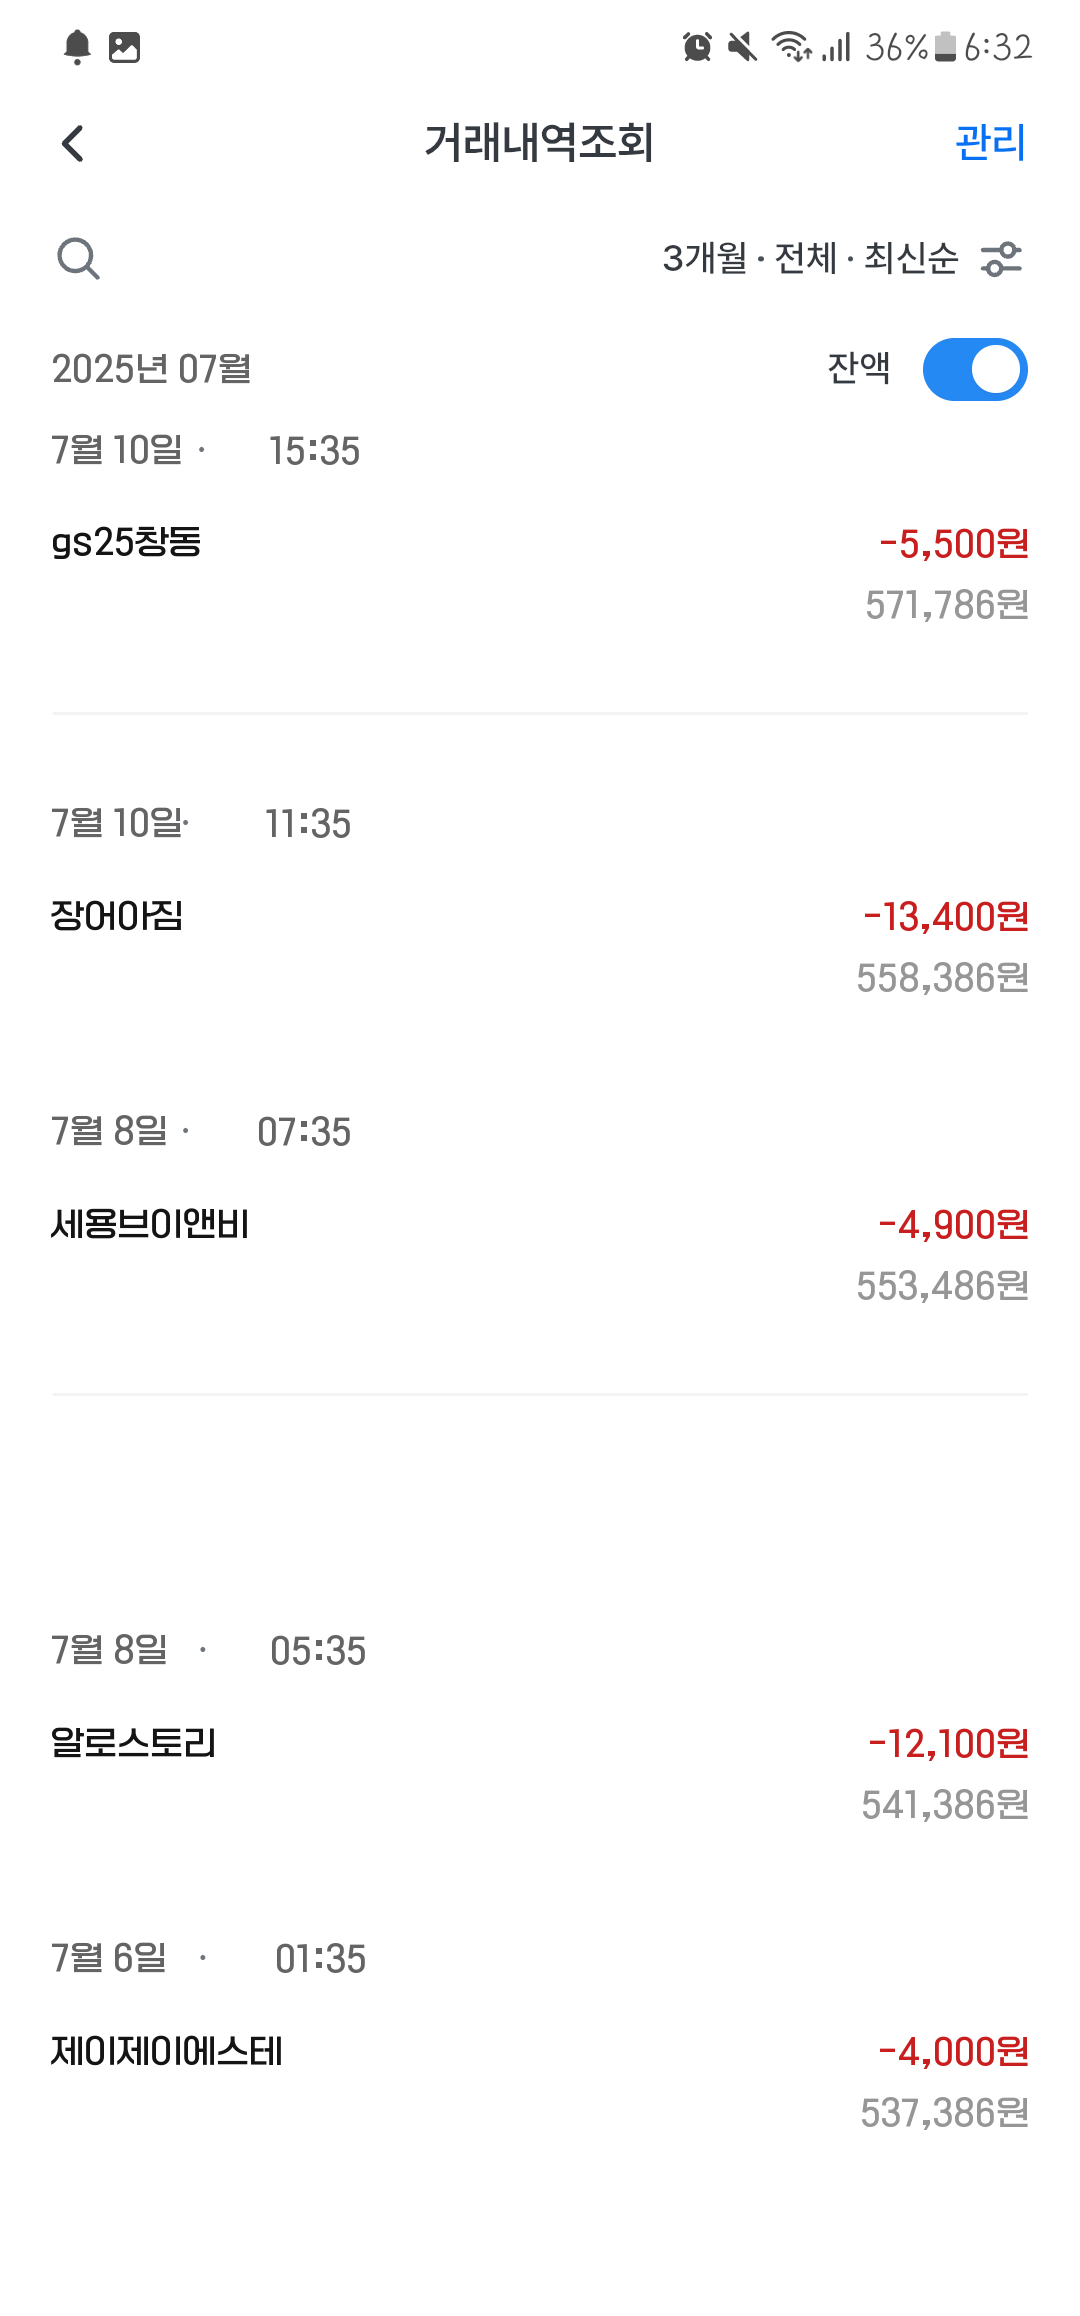 36% 6:32
거래내역조회 관리
3개월 · 전체 · 최신순
2025년 07월 잔액
7월 10일 · 15:35
gs25창동 -5,500원
571,786원
7월 10일· 11:35
장어아짐 -13,400원
558,386원
7월 8일 · 07:35
세용브이앤비 -4,900원
553,486원
7월 8일 · 05:35
알로스토리 -12,100원
541,386원
7월 6일 · 01:35
제이제이에스테 -4,000원
537,386원